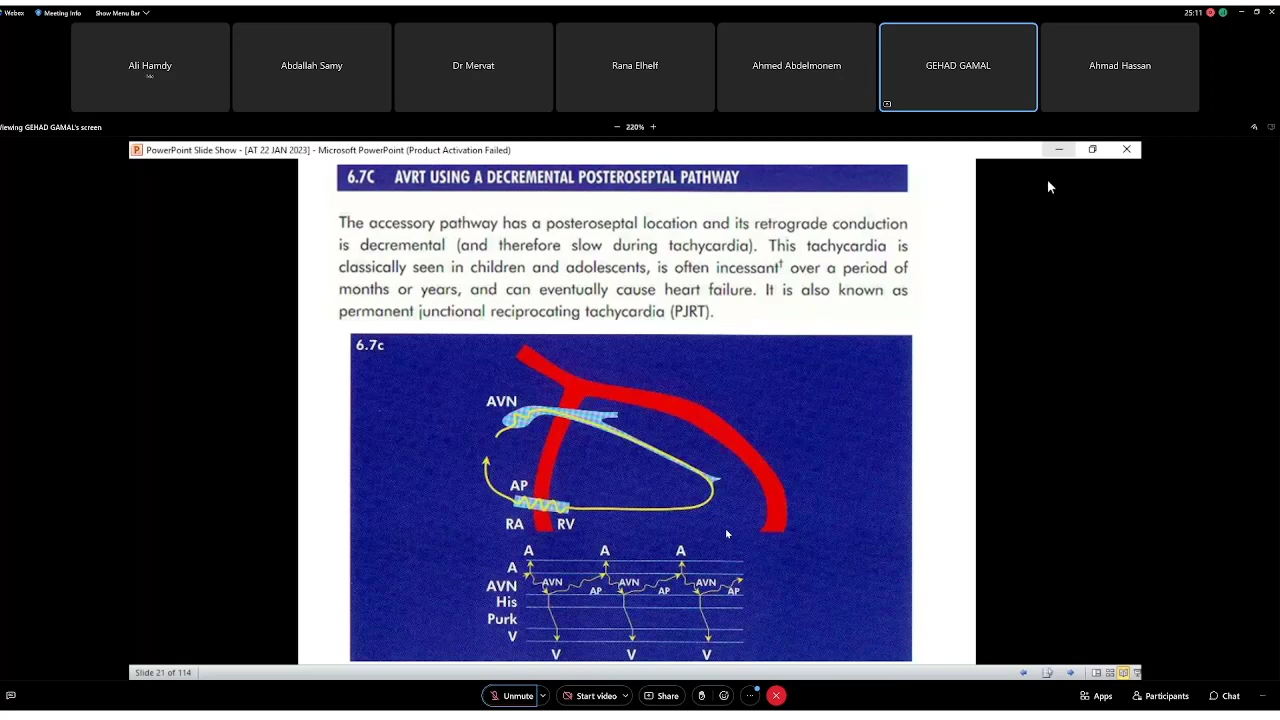 Webex
Meeting Info
Show Menu Bar
25:11
Ali Hamdy
Abdallah Samy
Dr Mervat
Rana Elhelf
Ahmed Abdelmonem
GEHAD GAMAL
Ahmad Hassan
Viewing GEHAD GAMAL's screen
220%
PowerPoint Slide Show - [AT 22 JAN 2023] - Microsoft PowerPoint (Product Activation Failed)
6.7C AVRT USING A DECREMENTAL POSTEROSEPTAL PATHWAY
The accessory pathway has a posteroseptal location and its retrograde conduction
is decremental (and therefore slow during tachycardia). This tachycardia is
classically seen in children and adolescents, is often incessant† over a period of
months or years, and can eventually cause heart failure. It is also known as
permanent junctional reciprocating tachycardia (PJRT).
6.7c
AVN
AP
RA RV
A A A
A
AVN AVN AVN AVN
AP AP AP
His
Purk
V
V V V
Slide 21 of 114
Unmute
Start video
Share
Apps
Participants
Chat